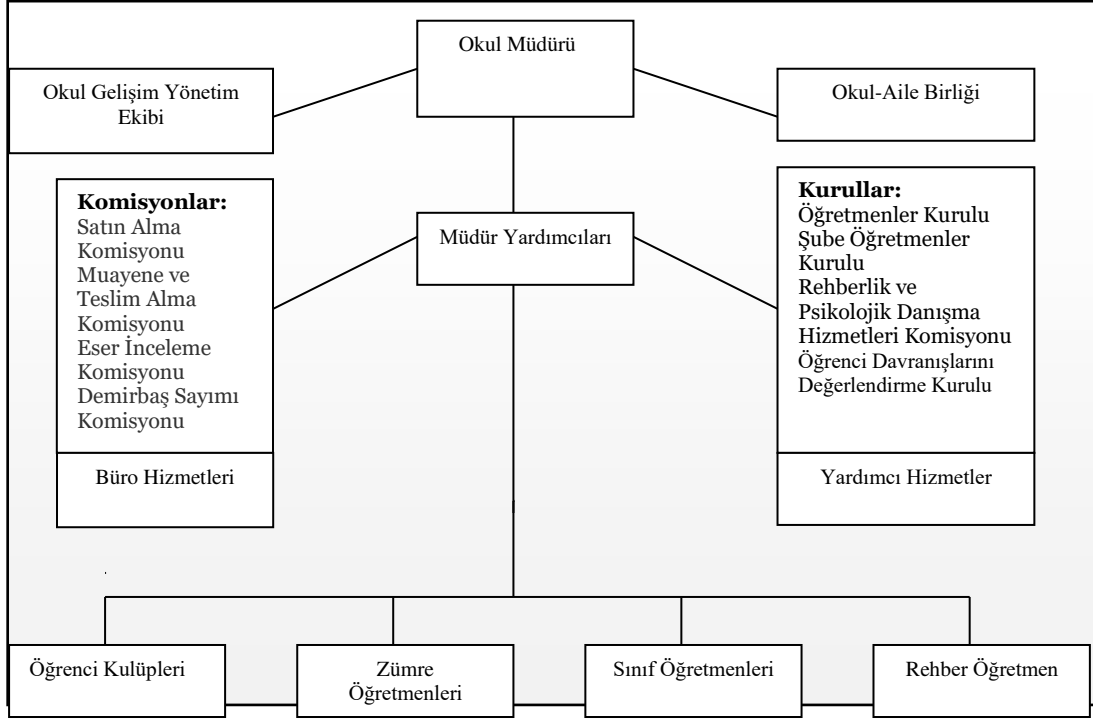 Okul Müdürü
Okul Gelişim Yönetim
Ekibi
Okul-Aile Birliği
Komisyonlar:
Satın Alma
Komisyonu
Muayene ve
Teslim Alma
Komisyonu
Eser İnceleme
Komisyonu
Demirbaş Sayımı
Komisyonu
Müdür Yardımcıları
Kurullar:
Öğretmenler Kurulu
Şube Öğretmenler
Kurulu
Rehberlik ve
Psikolojik Danışma
Hizmetleri Komisyonu
Öğrenci Davranışlarını
Değerlendirme Kurulu
Büro Hizmetleri
Yardımcı Hizmetler
Öğrenci Kulüpleri
Zümre
Öğretmenleri
Sınıf Öğretmenleri
Rehber Öğretmen